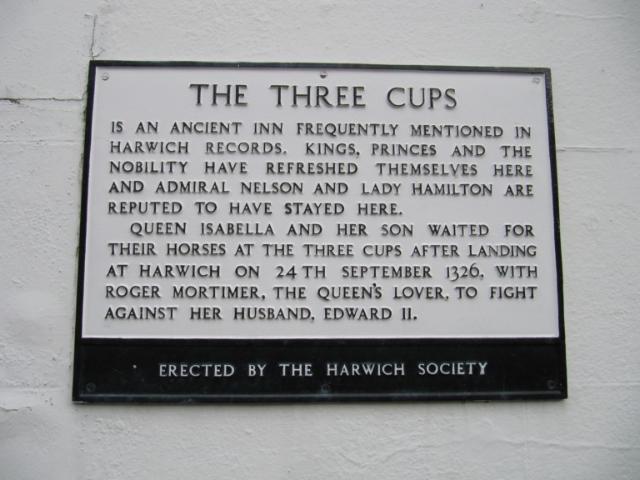 THE THREE CUPS
IS AN ANCIENT INN FREQUENTLY MENTIONED IN
HARWICH RECORDS. KINGS, PRINCES AND THE
NOBILITY HAVE REFRESHED THEMSELVES HERE
AND ADMIRAL NELSON AND LADY HAMILTON ARE
REPUTED TO HAVE STAYED HERE.
QUEEN ISABELLA AND HER SON WAITED FOR
THEIR HORSES AT THE THREE CUPS AFTER LANDING
AT HARWICH ON 24TH SEPTEMBER 1326, WITH
ROGER MORTIMER, THE QUEEN'S LOVER, TO FIGHT
AGAINST HER HUSBAND, EDWARD II.
ERECTED BY THE HARWICH SOCIETY